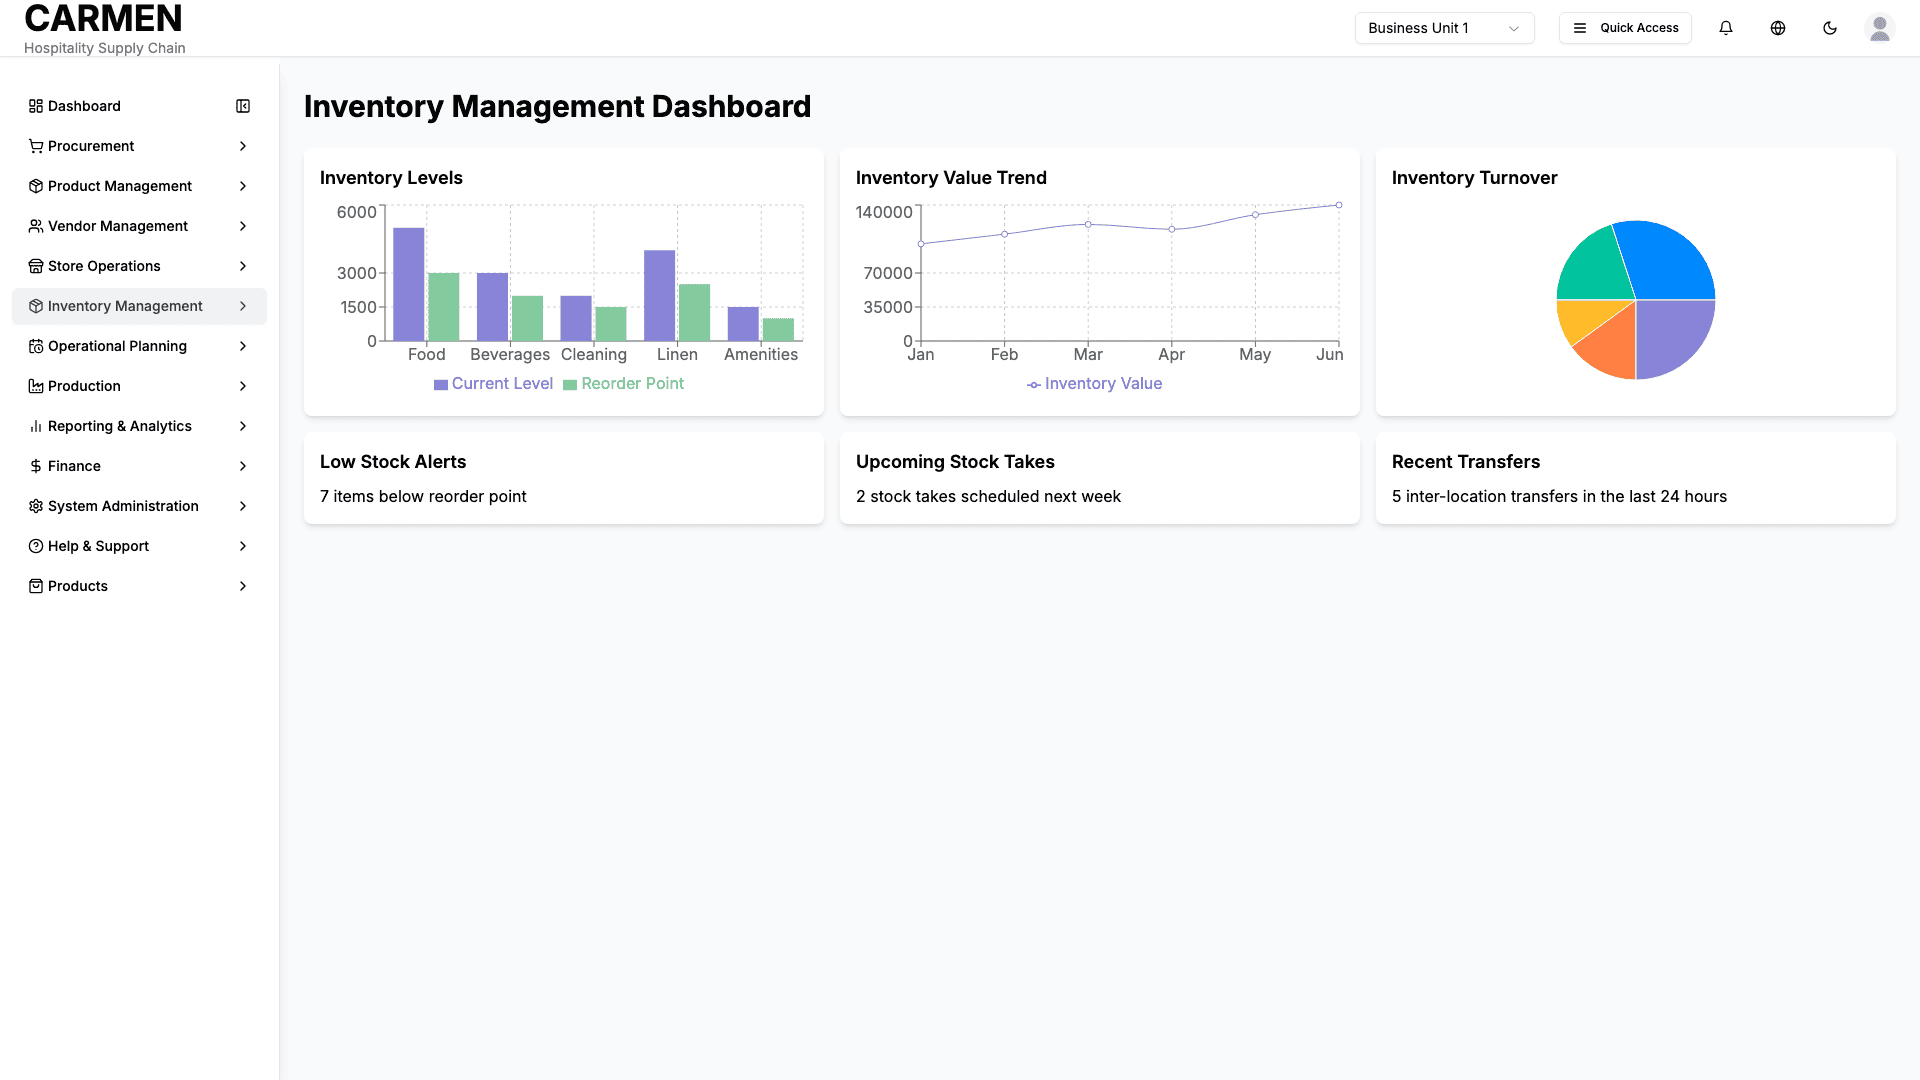 CARMEN
Hospitality Supply Chain
Business Unit 1
Quick Access
Dashboard
Procurement
Product Management
Vendor Management
Store Operations
Inventory Management
Operational Planning
Production
Reporting & Analytics
Finance
System Administration
Help & Support
Products
Inventory Management Dashboard
Inventory Levels
6000
3000
1500
0
Food Beverages Cleaning Linen Amenities
Current Level Reorder Point
Inventory Value Trend
140000
70000
35000
0
Jan Feb Mar Apr May Jun
Inventory Value
Inventory Turnover
Low Stock Alerts
7 items below reorder point
Upcoming Stock Takes
2 stock takes scheduled next week
Recent Transfers
5 inter-location transfers in the last 24 hours